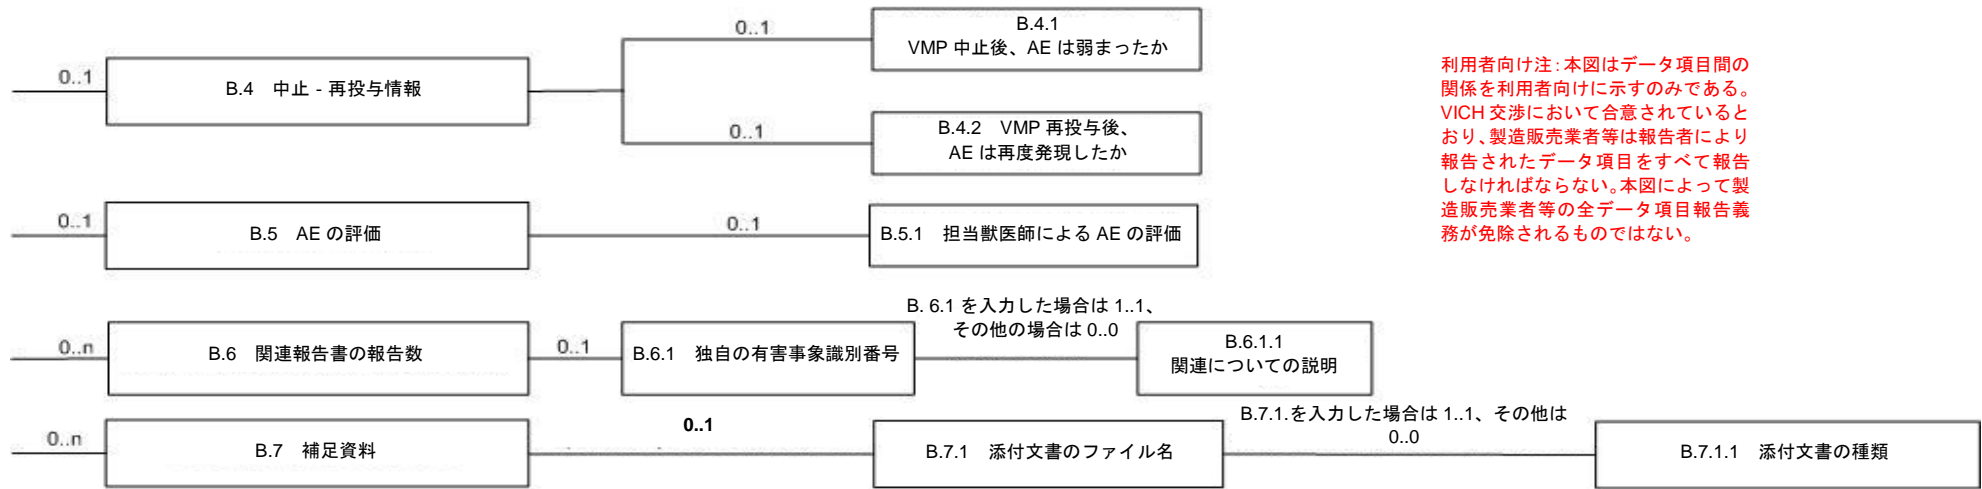 0..1
B.4 中止 - 再投与情報
0..1
B.4.1
VMP 中止後、AE は弱まったか
0..1
B.4.2 VMP 再投与後、
AE は再度発現したか
利用者向け注:本図はデータ項目間の
関係を利用者向けに示すのみである。
VICH 交渉において合意されていると
おり、製造販売業者等は報告者により
報告されたデータ項目をすべて報告
しなければならない。本図によって製
造販売業者等の全データ項目報告義
務が免除されるものではない。
0..1
B.5 AE の評価
0..1
B.5.1 担当獣医師による AE の評価
0..n
B.6 関連報告書の報告数
0..1
B.6.1 独自の有害事象識別番号
B. 6.1 を入力した場合は 1..1、
その他の場合は 0..0
B.6.1.1
関連についての説明
0..n
B.7 補足資料
0..1
B.7.1 添付文書のファイル名
B.7.1.を入力した場合は 1..1、その他は
0..0
B.7.1.1 添付文書の種類